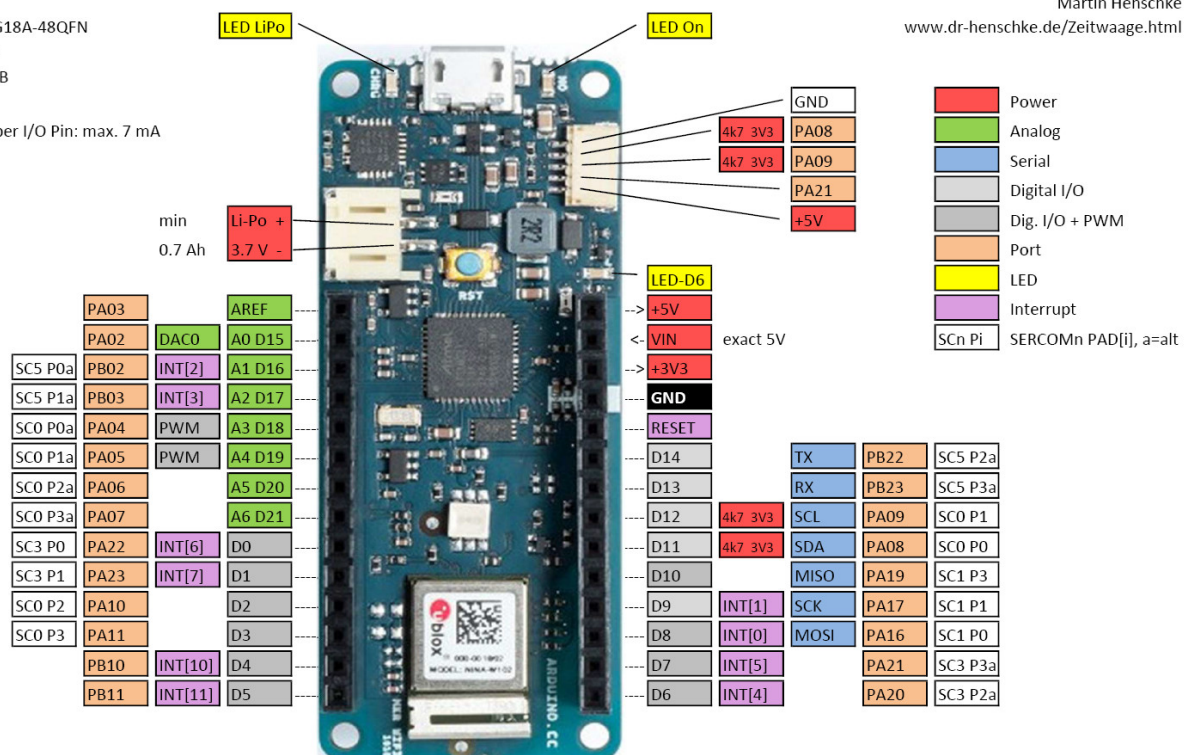 Martin Henschke
www.dr-henschke.de/Zeitwaage.html
G18A-48QFN
B
per I/O Pin: max. 7 mA
LED LiPo
LED On
CHRG
ON
GND
4k7 3V3 PA08
4k7 3V3 PA09
PA21
+5V
Power
Analog
Serial
Digital I/O
Dig. I/O + PWM
Port
LED
Interrupt
SCn Pi SERCOMn PAD[i], a=alt
min Li-Po +
0.7 Ah 3.7 V -
2R2
RST
LED-D6
PA03 AREF
PA02 DAC0 A0 D15
SC5 P0a PB02 INT[2] A1 D16
SC5 P1a PB03 INT[3] A2 D17
SC0 P0a PA04 PWM A3 D18
SC0 P1a PA05 PWM A4 D19
SC0 P2a PA06 A5 D20
SC0 P3a PA07 A6 D21
SC3 P0 PA22 INT[6] D0
SC3 P1 PA23 INT[7] D1
SC0 P2 PA10 D2
SC0 P3 PA11 D3
PB10 INT[10] D4
PB11 INT[11] D5
-> +5V
<- VIN exact 5V
-> +3V3
GND
RESET
D14 TX PB22 SC5 P2a
D13 RX PB23 SC5 P3a
D12 4k7 3V3 SCL PA09 SC0 P1
D11 4k7 3V3 SDA PA08 SC0 P0
D10 MISO PA19 SC1 P3
D9 INT[1] SCK PA17 SC1 P1
D8 INT[0] MOSI PA16 SC1 P0
D7 INT[5] PA21 SC3 P3a
D6 INT[4] PA20 SC3 P2a
ublox
MODEL: NINA-W102
ARDUINO.CC